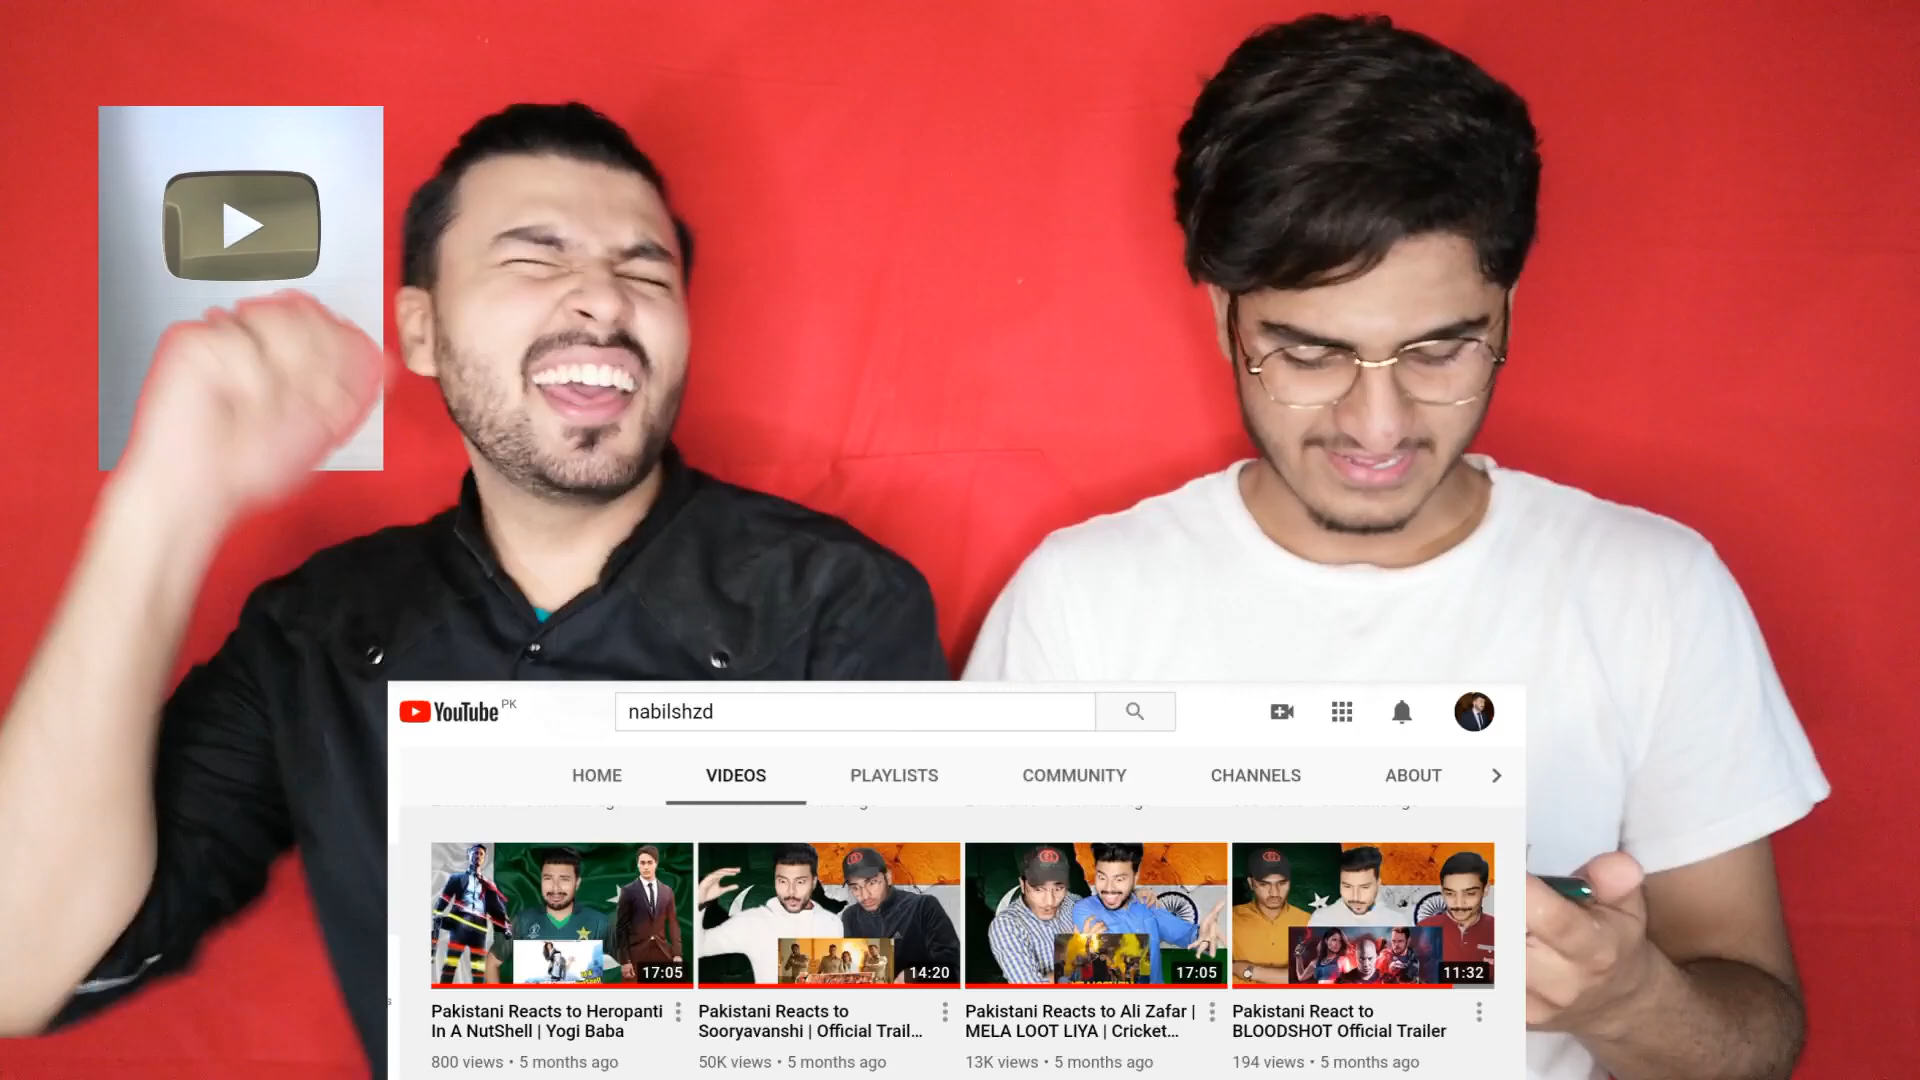 YouTube PK
nabilshzd
HOME VIDEOS PLAYLISTS COMMUNITY CHANNELS ABOUT
17:05 14:20 17:05 11:32
Pakistani Reacts to Heropanti
In A NutShell | Yogi Baba
800 views • 5 months ago
Pakistani Reacts to
Sooryavanshi | Official Trail...
50K views • 5 months ago
Pakistani Reacts to Ali Zafar |
MELA LOOT LIYA | Cricket...
13K views • 5 months ago
Pakistani React to
BLOODSHOT Official Trailer
194 views • 5 months ago